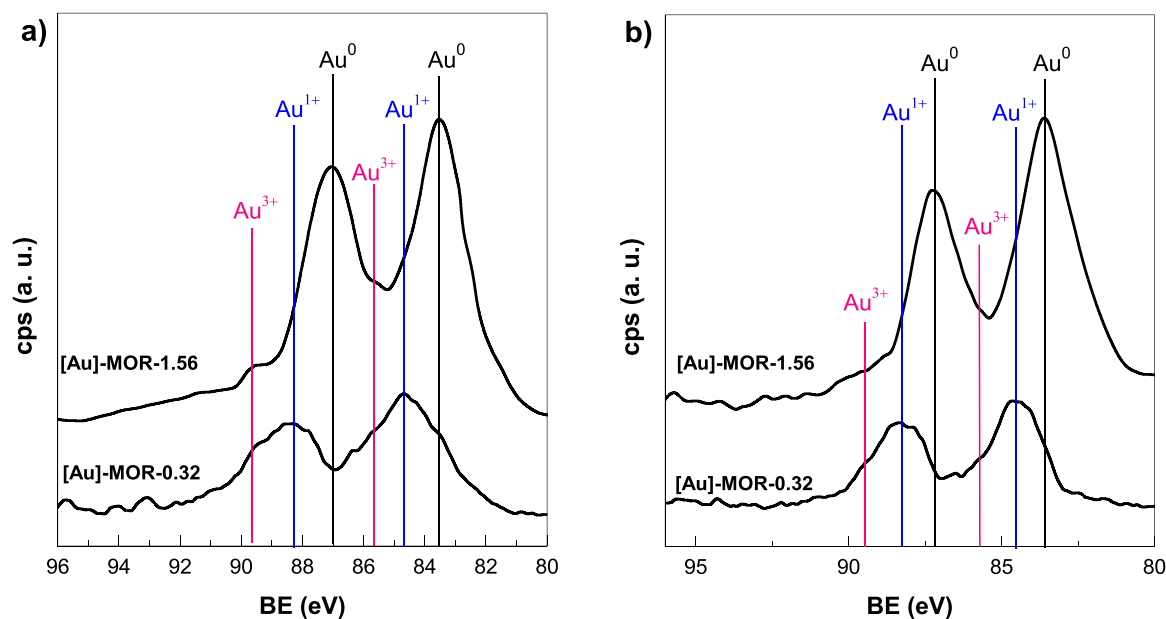 a)
Au⁰ Au⁰
Au¹⁺ Au¹⁺
Au³⁺
Au³⁺
cps (a. u.)
[Au]-MOR-1.56
[Au]-MOR-0.32
96 94 92 90 88 86 84 82 80
BE (eV)
b)
Au⁰ Au⁰
Au¹⁺ Au¹⁺
Au³⁺
Au³⁺
cps (a. u.)
[Au]-MOR-1.56
[Au]-MOR-0.32
95 90 85 80
BE (eV)